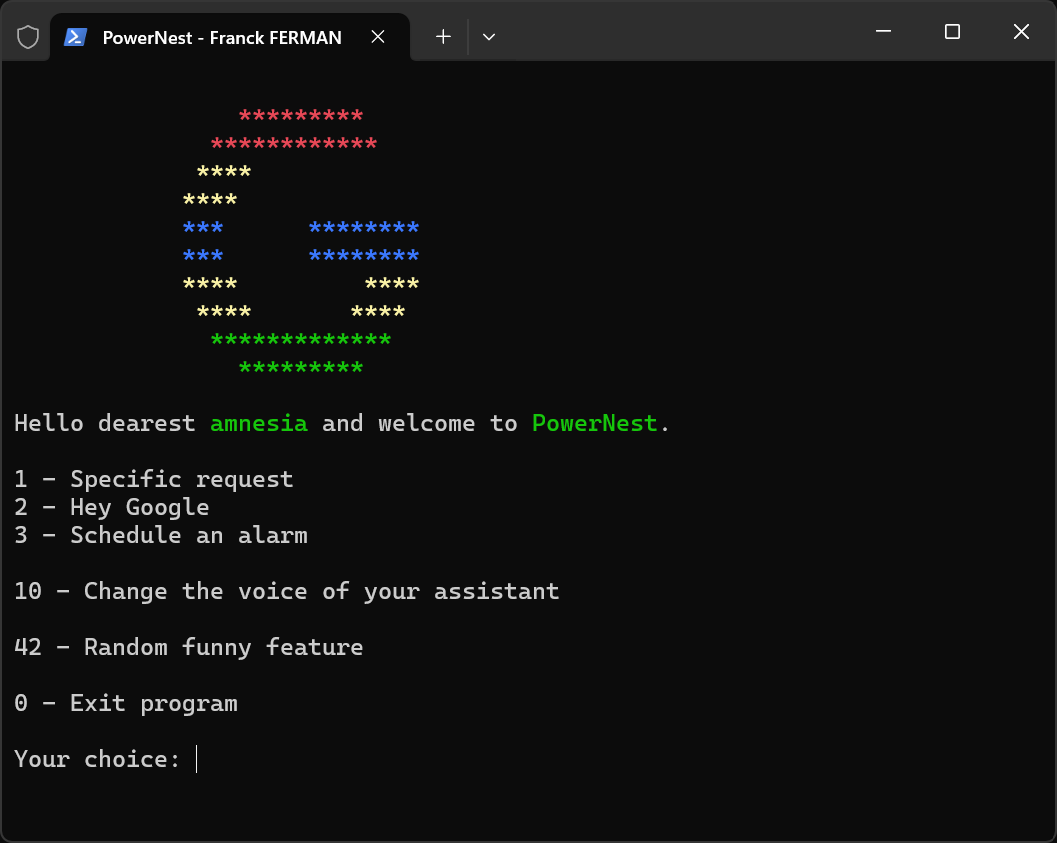 PowerNest - Franck FERMAN
*********
************
****
****
*** ********
*** ********
**** ****
**** ****
*************
*********
Hello dearest amnesia and welcome to PowerNest.
1 - Specific request
2 - Hey Google
3 - Schedule an alarm
10 - Change the voice of your assistant
42 - Random funny feature
0 - Exit program
Your choice: